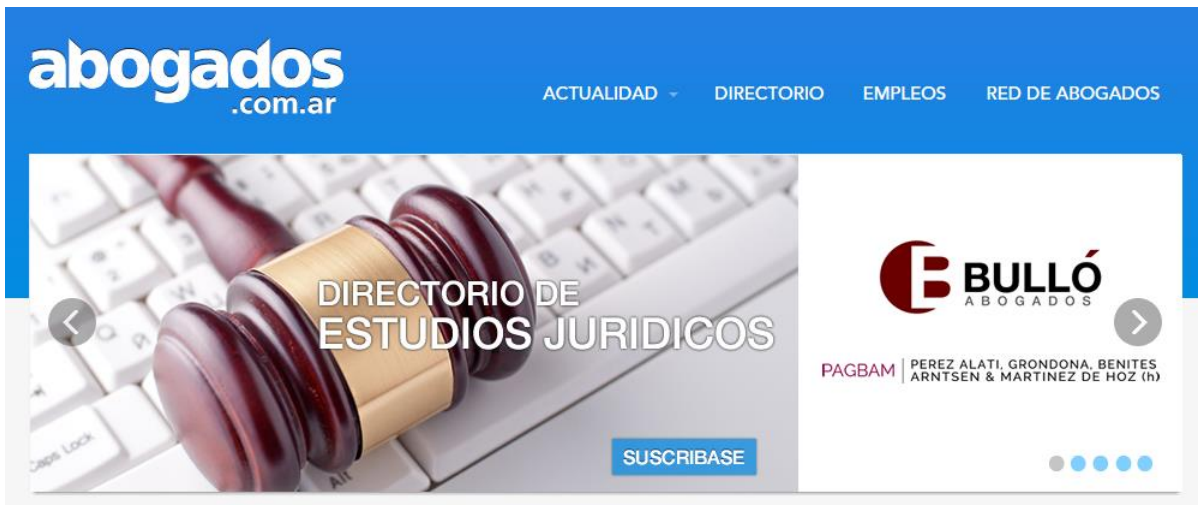 abogados
.com.ar
ACTUALIDAD DIRECTORIO EMPLEOS RED DE ABOGADOS
DIRECTORIO DE
ESTUDIOS JURIDICOS
SUSCRIBASE
Caps Lock
Alt
BULLÓ
ABOGADOS
PAGBAM | PEREZ ALATI, GRONDONA, BENITES
ARNTSEN & MARTINEZ DE HOZ (h)